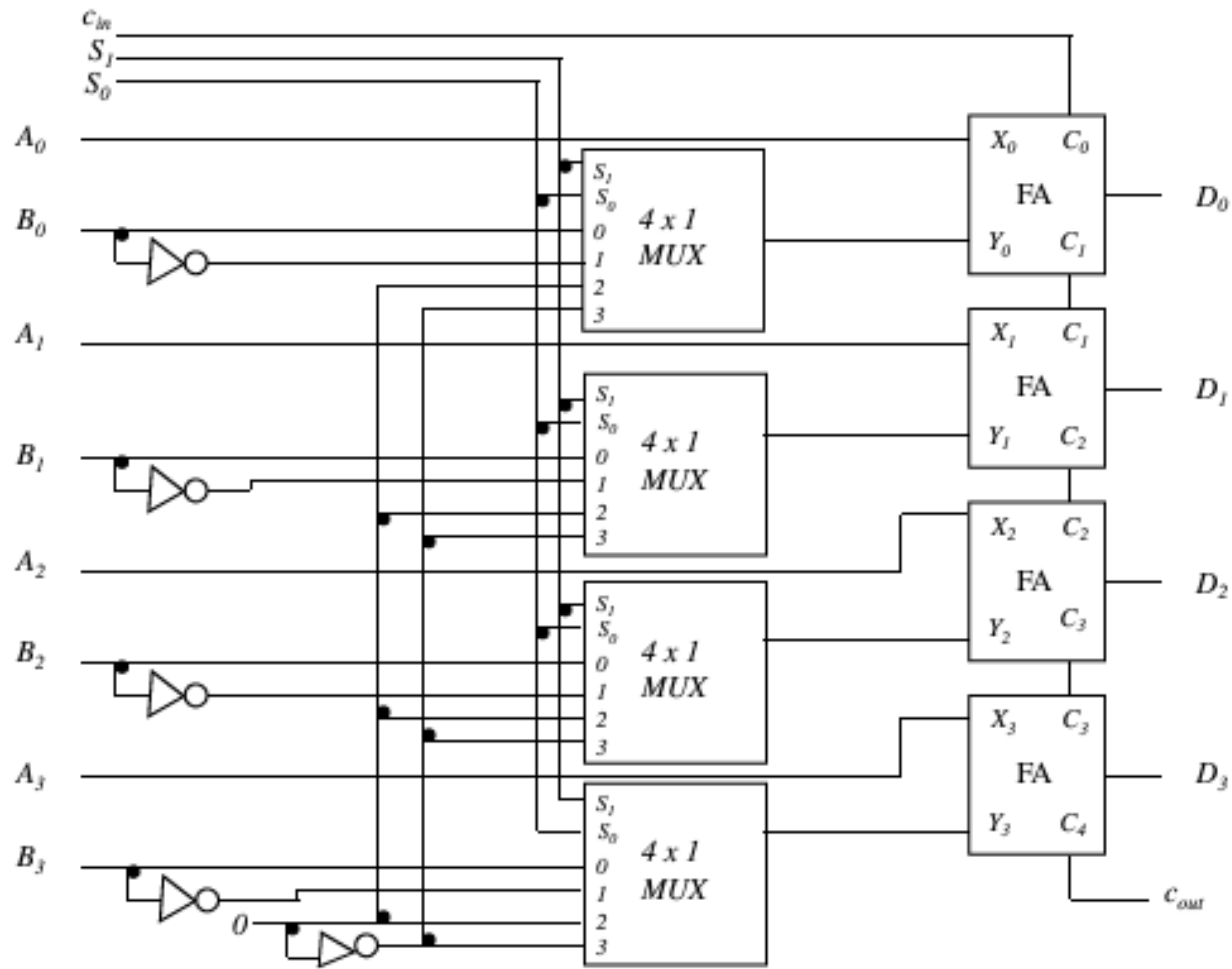 c_in
S_1
S_0
A_0
X_0 C_0
S_1
FA
D_0
S_0
4 x 1
B_0
0
MUX
Y_0 C_1
1
2
3
A_1
X_1 C_1
S_1
FA
D_1
S_0
4 x 1
Y_1 C_2
B_1
0
MUX
1
2
X_2 C_2
3
A_2
FA
D_2
S_1
S_0
Y_2 C_3
4 x 1
B_2
0
MUX
1
2
X_3 C_3
3
A_3
FA
D_3
S_1
S_0
Y_3 C_4
4 x 1
B_3
0
MUX
1
c_out
0
2
3